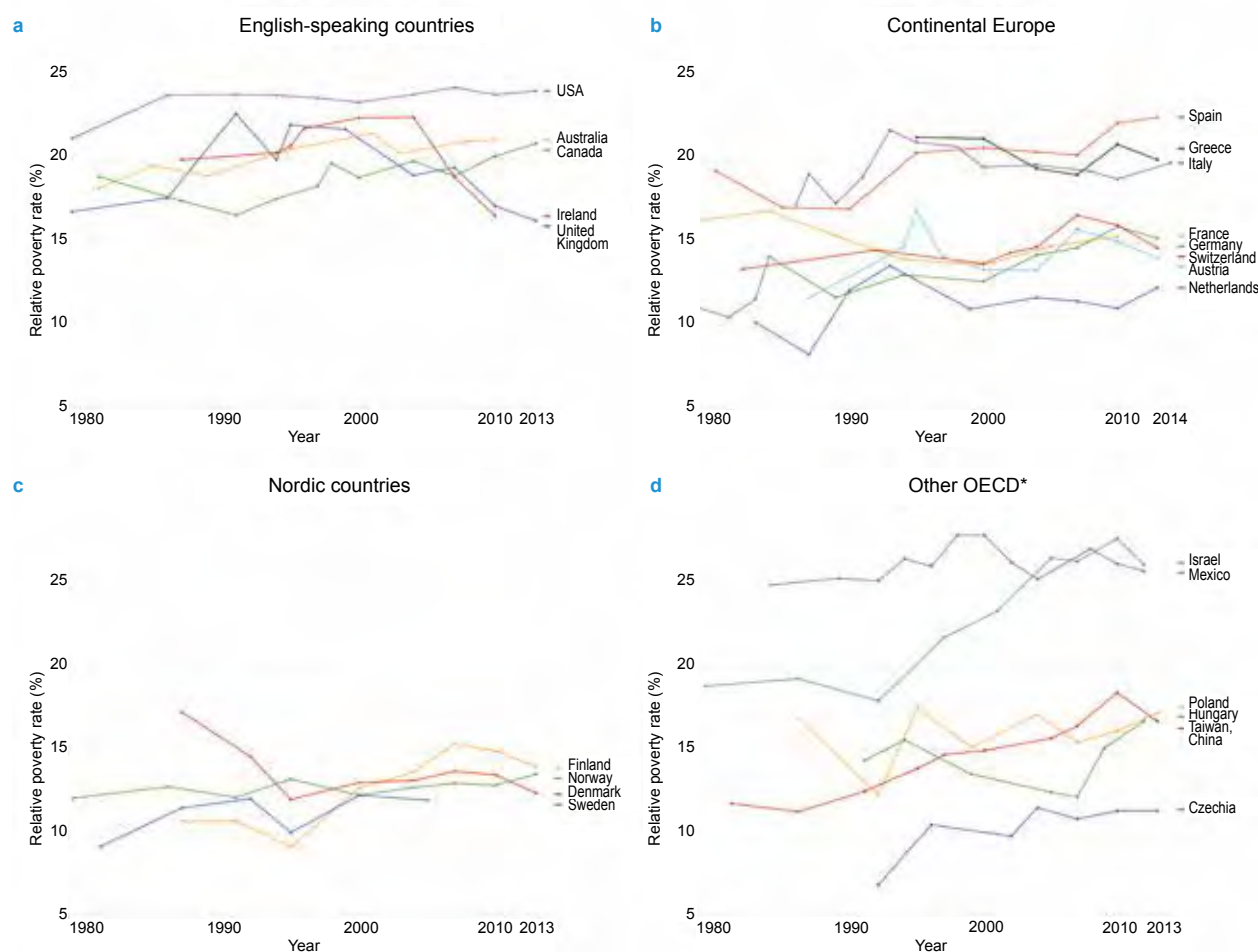 a English-speaking countries
Relative poverty rate (%)
25
20
15
10
5
USA
Australia
Canada
Ireland
United
Kingdom
1980 1990 2000 2010 2013
Year
b Continental Europe
Relative poverty rate (%)
25
20
15
10
5
Spain
Greece
Italy
France
Germany
Switzerland
Austria
Netherlands
1980 1990 2000 2010 2014
Year
c Nordic countries
Relative poverty rate (%)
25
20
15
10
5
Finland
Norway
Denmark
Sweden
1980 1990 2000 2010 2013
Year
d Other OECD*
Relative poverty rate (%)
25
20
15
10
5
Israel
Mexico
Poland
Hungary
Taiwan,
China
Czechia
1980 1990 2000 2010 2013
Year